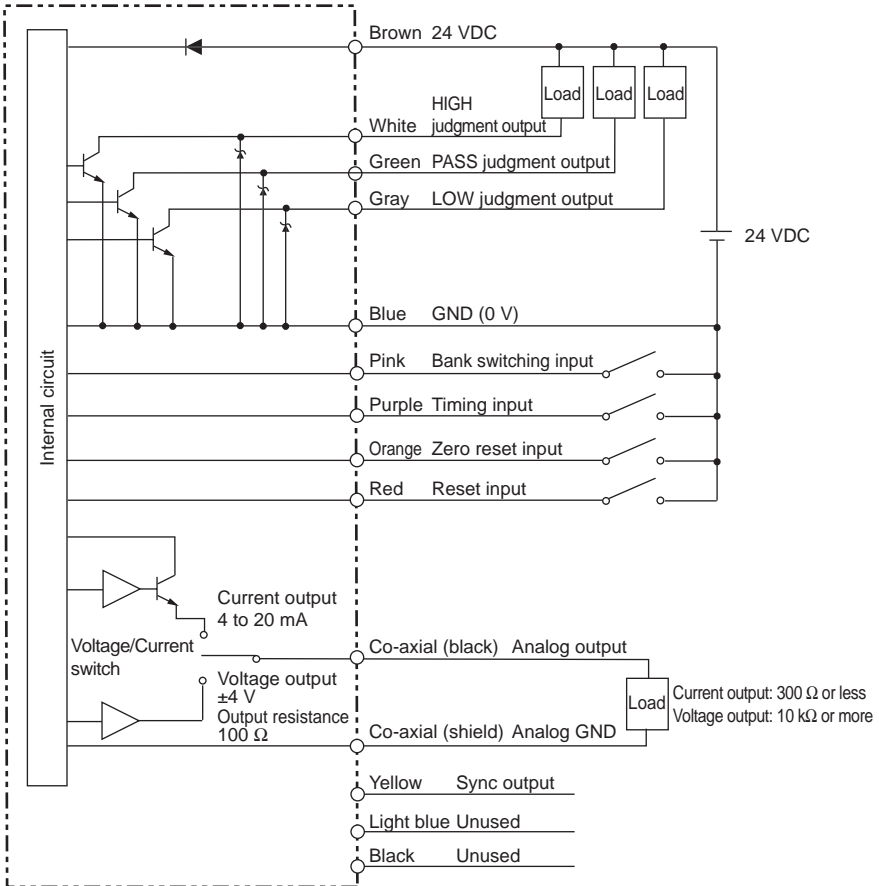 Brown 24 VDC
Load Load Load
HIGH
White judgment output
Green PASS judgment output
Gray LOW judgment output
24 VDC
Blue GND (0 V)
Pink Bank switching input
Internal circuit
Purple Timing input
Orange Zero reset input
Red Reset input
Current output
4 to 20 mA
Voltage/Current
switch
Co-axial (black) Analog output
Voltage output
±4 V
Output resistance
100 Ω
Load
Current output: 300 Ω or less
Voltage output: 10 kΩ or more
Co-axial (shield) Analog GND
Yellow Sync output
Light blue Unused
Black Unused